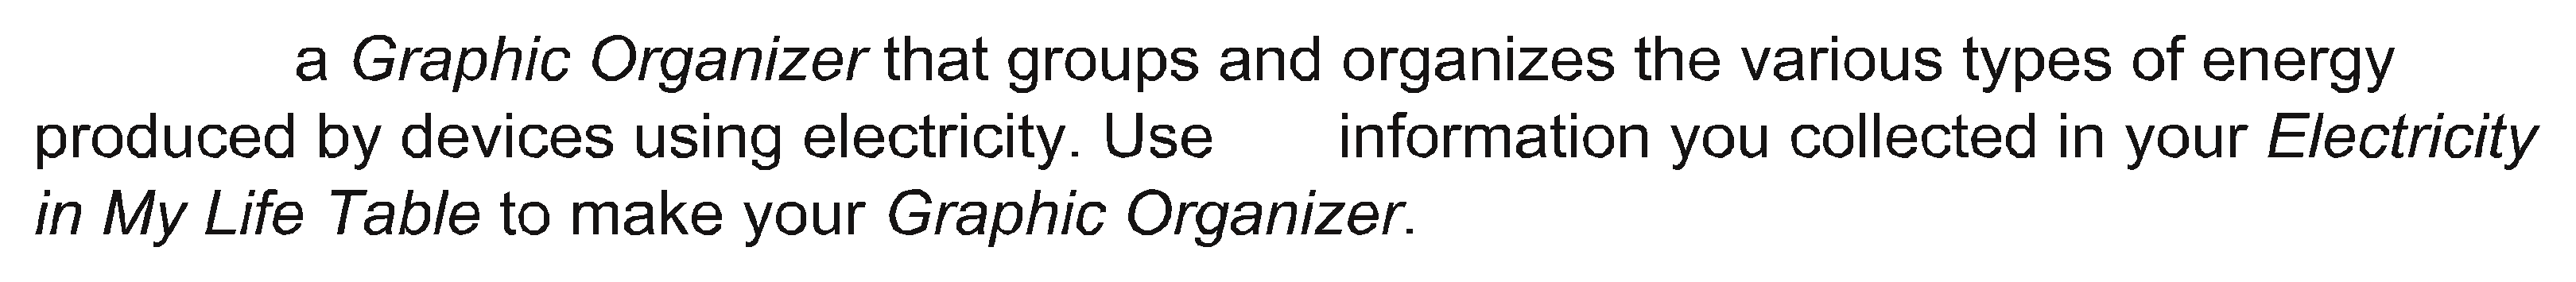 a Graphic Organizer that groups and organizes the various types of energy
produced by devices using electricity. Use information you collected in your Electricity
in My Life Table to make your Graphic Organizer.